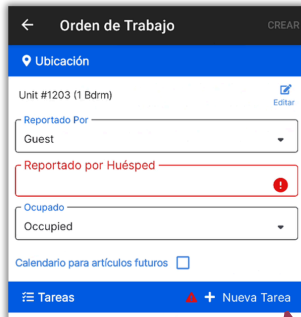 Orden de Trabajo CREAR
Ubicación
Unit #1203 (1 Bdrm)
Editar
Reportado Por
Guest
Reportado por Huésped
Ocupado
Occupied
Calendario para artículos futuros
Tareas + Nueva Tarea